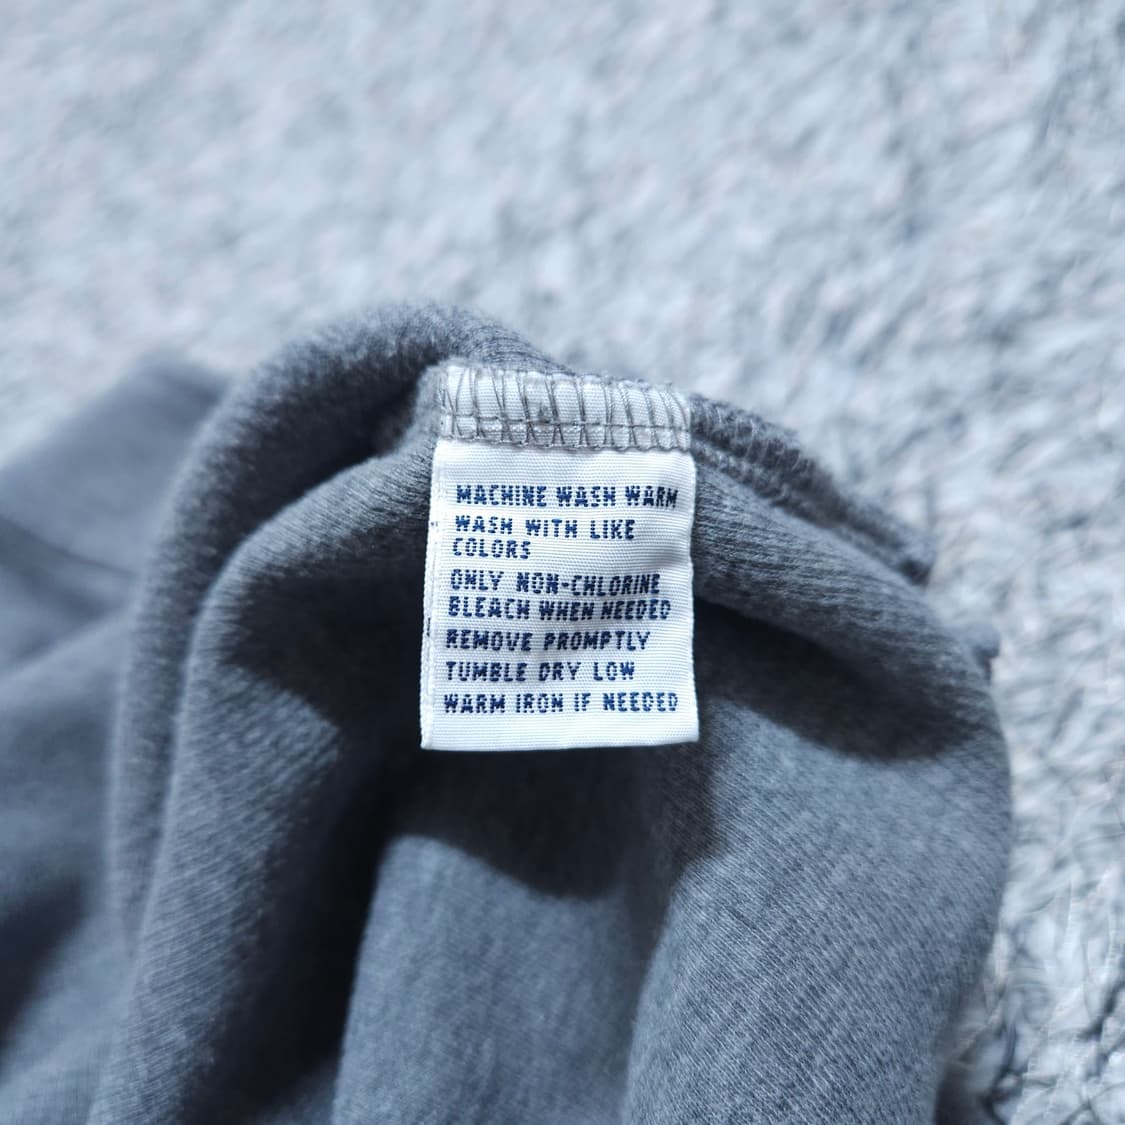 MACHINE WASH WARM
WASH WITH LIKE
COLORS
ONLY NON-CHLORINE
BLEACH WHEN NEEDED
REMOVE PROMPTLY
TUMBLE DRY LOW
WARM IRON IF NEEDED